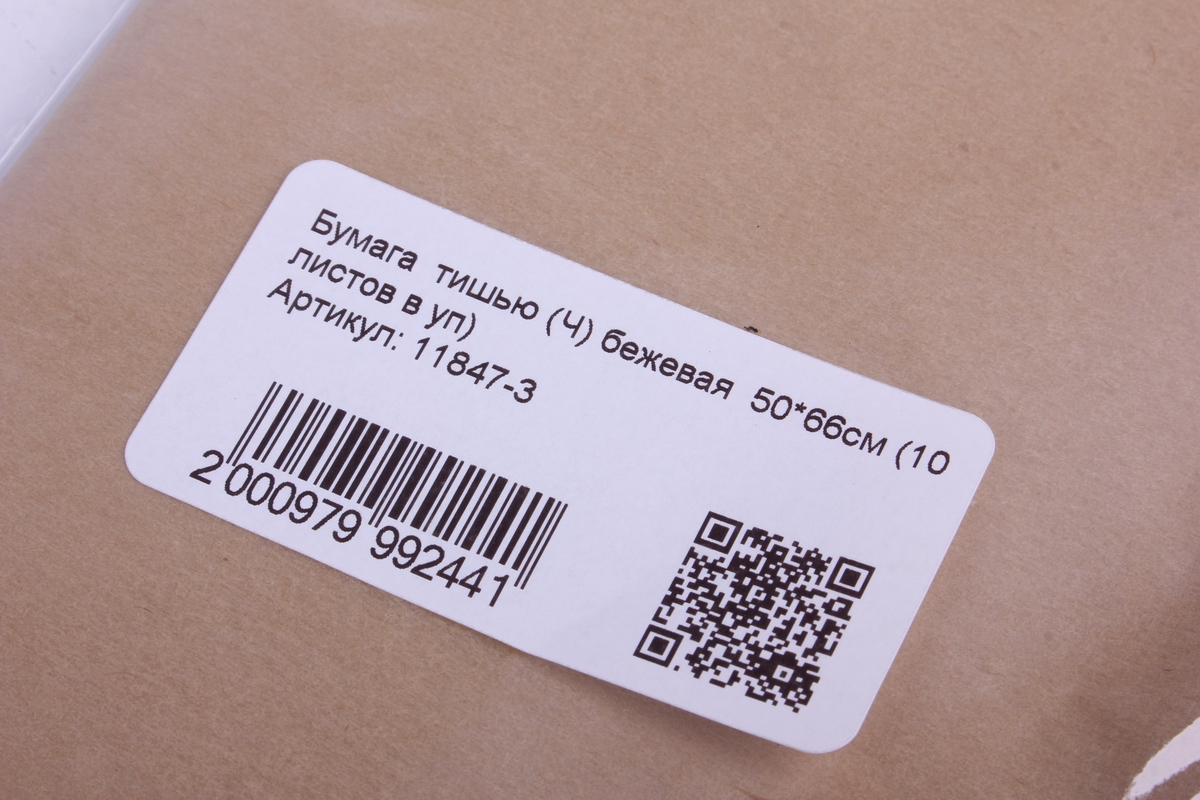 Бумага тишью (Ч) бежевая 50*66см (10
листов в уп)
Артикул: 11847-3
2 000979 992441